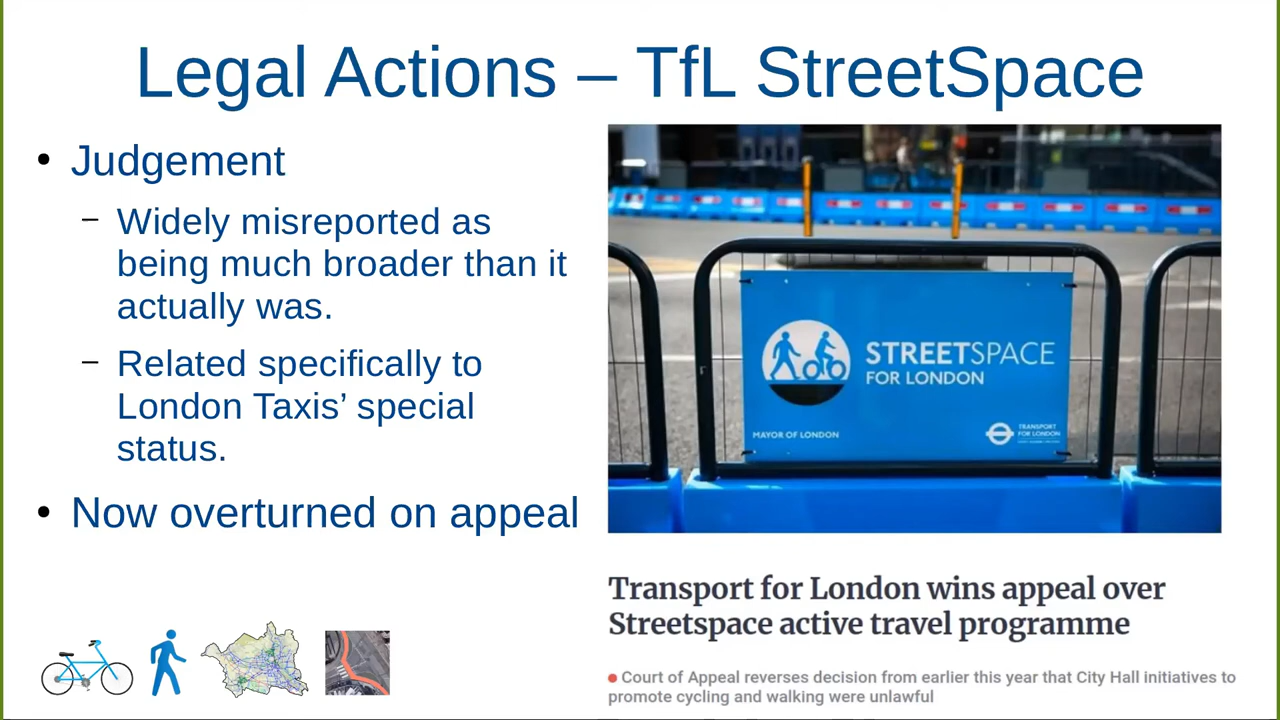 Legal Actions – TfL StreetSpace
● Judgement
– Widely misreported as
being much broader than it
actually was.
– Related specifically to
London Taxis’ special
status.
● Now overturned on appeal
STREETSPACE
FOR LONDON
MAYOR OF LONDON
TRANSPORT
FOR LONDON
Transport for London wins appeal over
Streetspace active travel programme
● Court of Appeal reverses decision from earlier this year that City Hall initiatives to
promote cycling and walking were unlawful